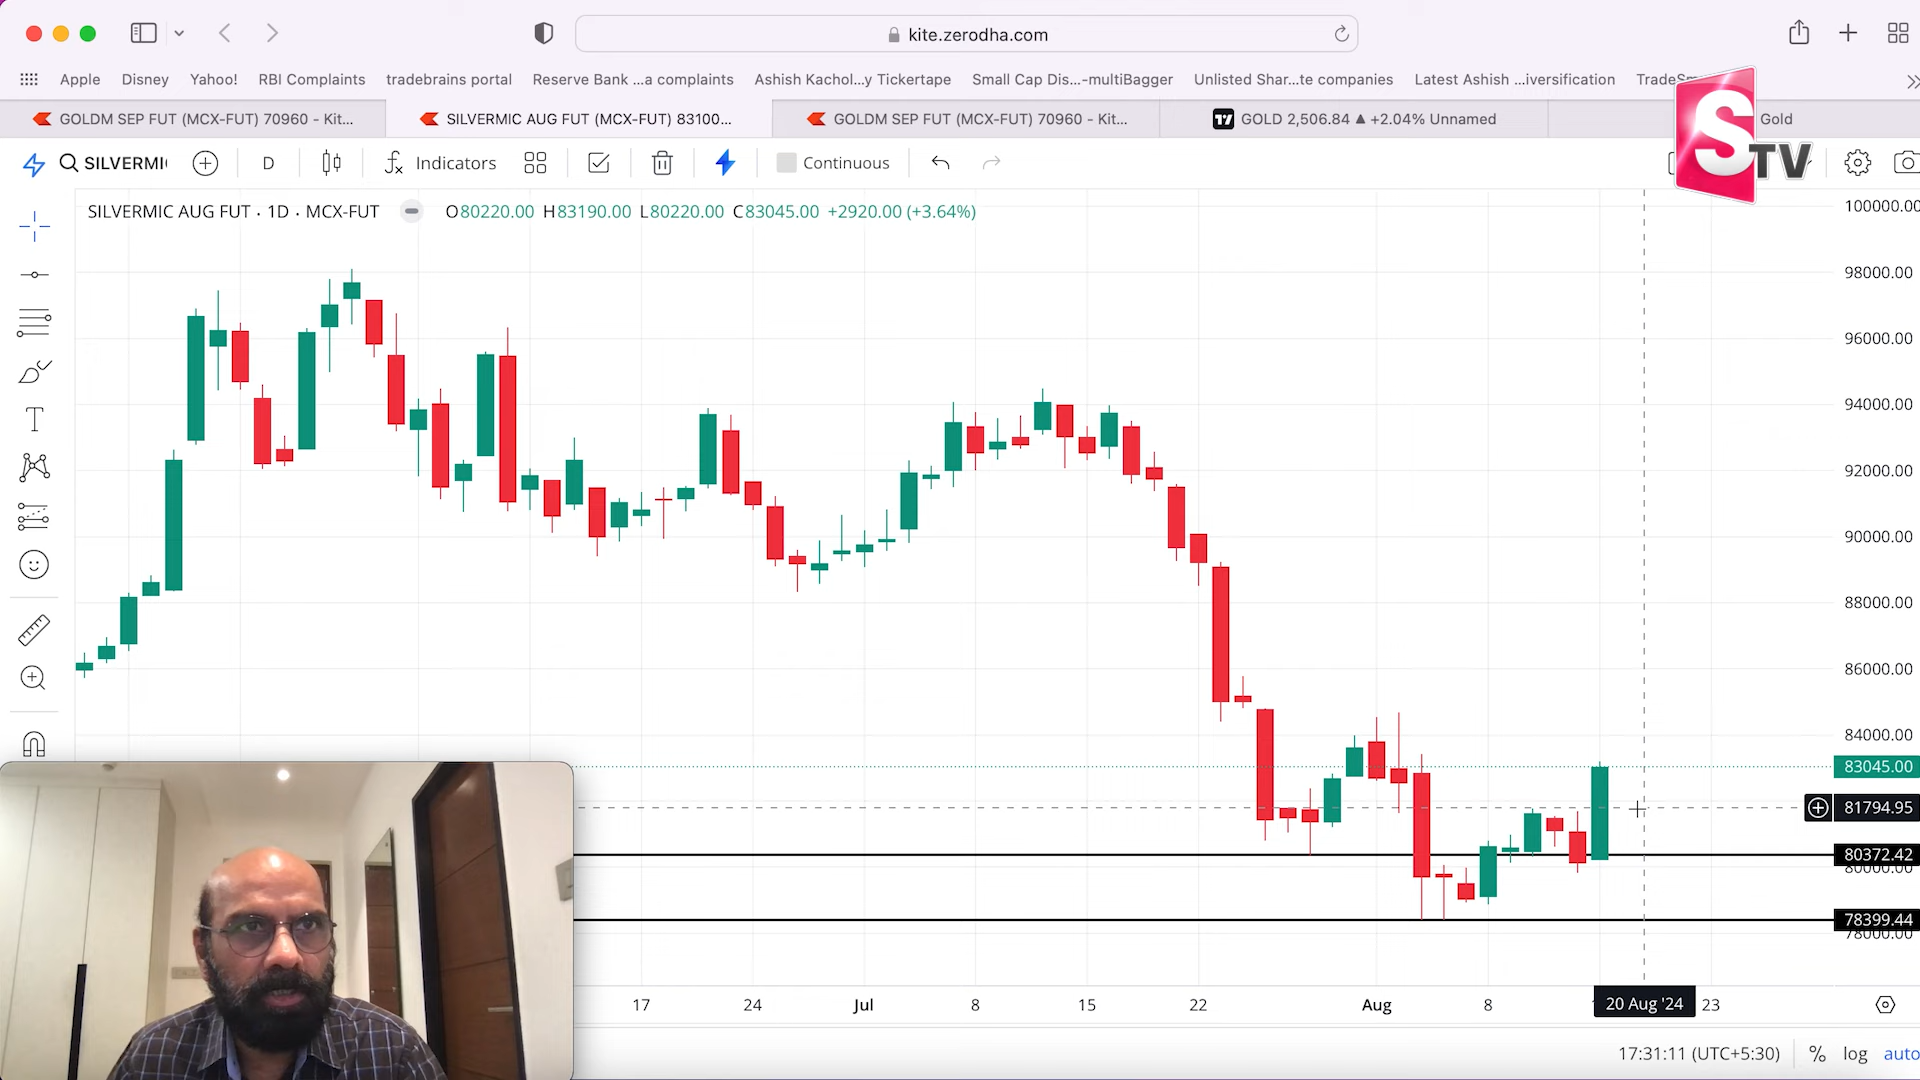 kite.zerodha.com
Apple Disney Yahoo! RBI Complaints tradebrains portal Reserve Bank ...a complaints Ashish Kachol...y Tickertape Small Cap Dis...-multiBagger Unlisted Shar...te companies Latest Ashish ...iversification
GOLDM SEP FUT (MCX-FUT) 70960 - Kit... SILVERMIC AUG FUT (MCX-FUT) 83100... GOLDM SEP FUT (MCX-FUT) 70960 - Kit... GOLD 2,506.84 ▲ +2.04% Unnamed Gold
STV
SILVERMI D Indicators Continuous
SILVERMIC AUG FUT · 1D · MCX-FUT O80220.00 H83190.00 L80220.00 C83045.00 +2920.00 (+3.64%)
100000.00
98000.00
96000.00
94000.00
92000.00
90000.00
88000.00
86000.00
84000.00
83045.00
81794.95
80372.42
80000.00
78399.44
78000.00
17 24 Jul 8 15 22 Aug 8 20 Aug '24 23
17:31:11 (UTC+5:30) % log auto